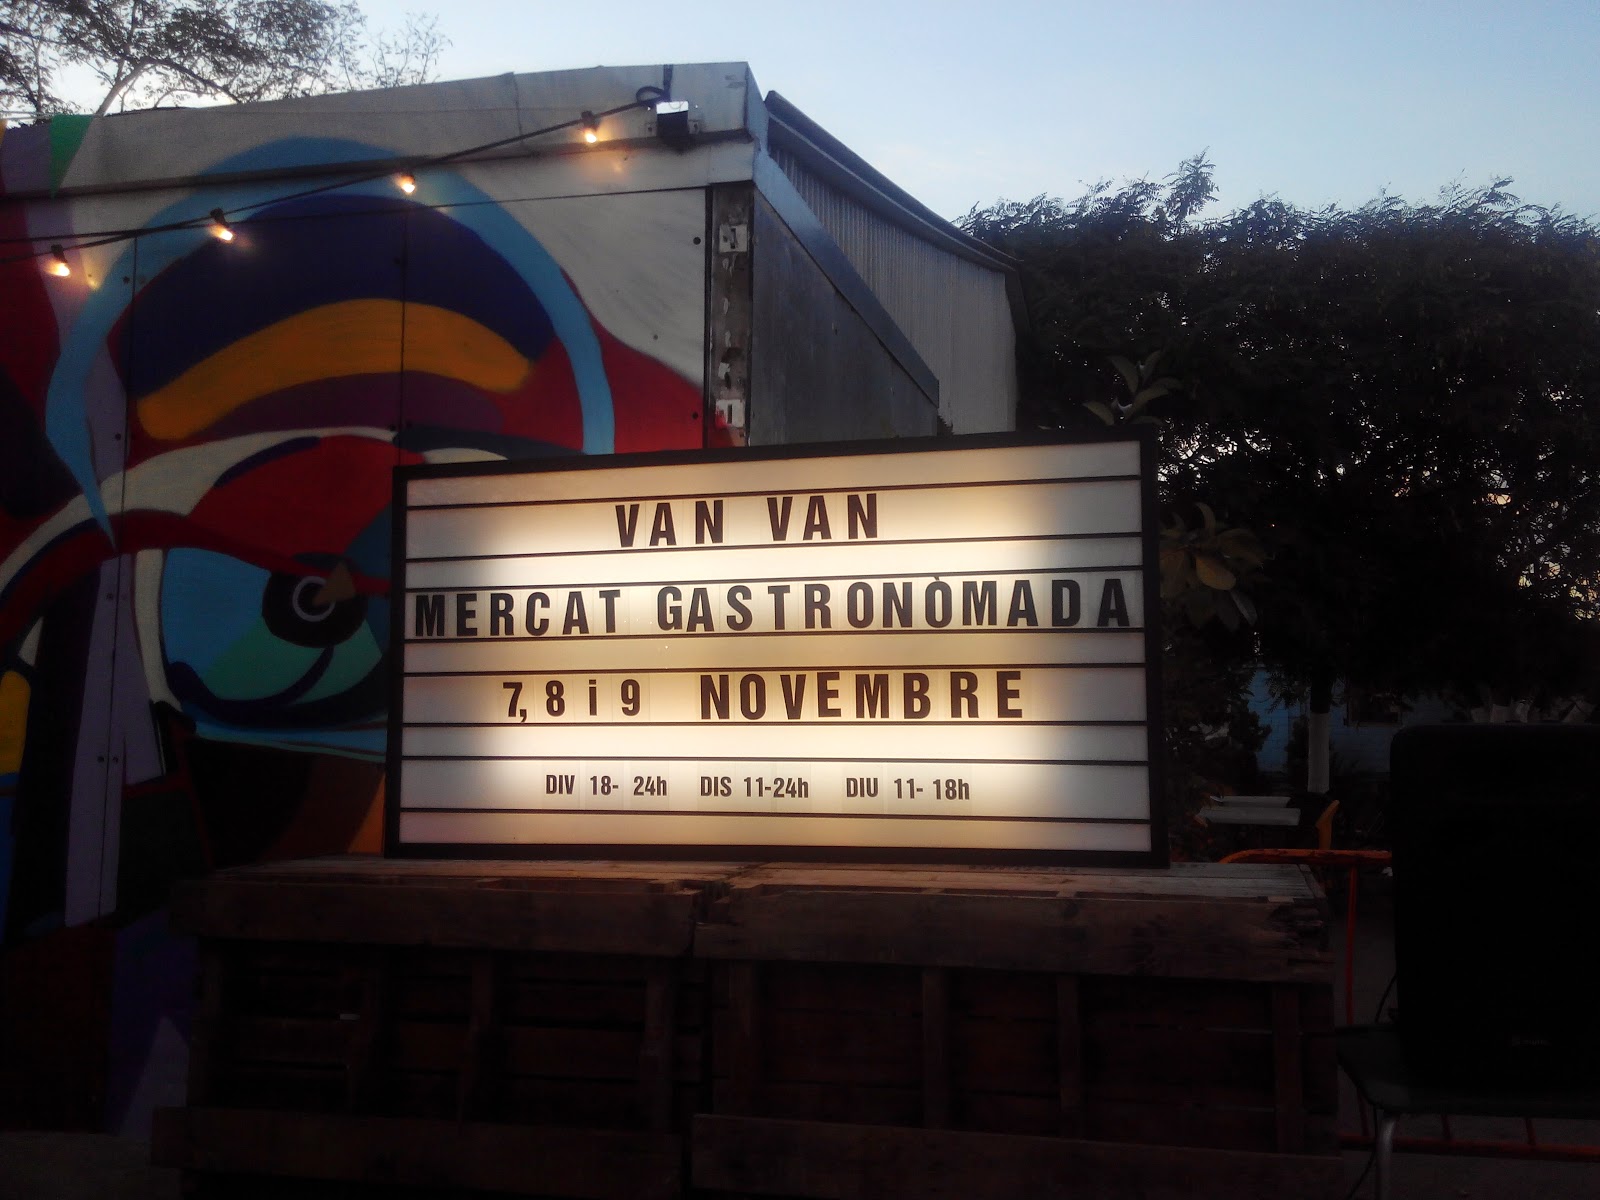 VAN VAN
MERCAT GASTRONÒMADA
7, 8 i 9 NOVEMBRE
DIV 18- 24h DIS 11-24h DIU 11- 18h